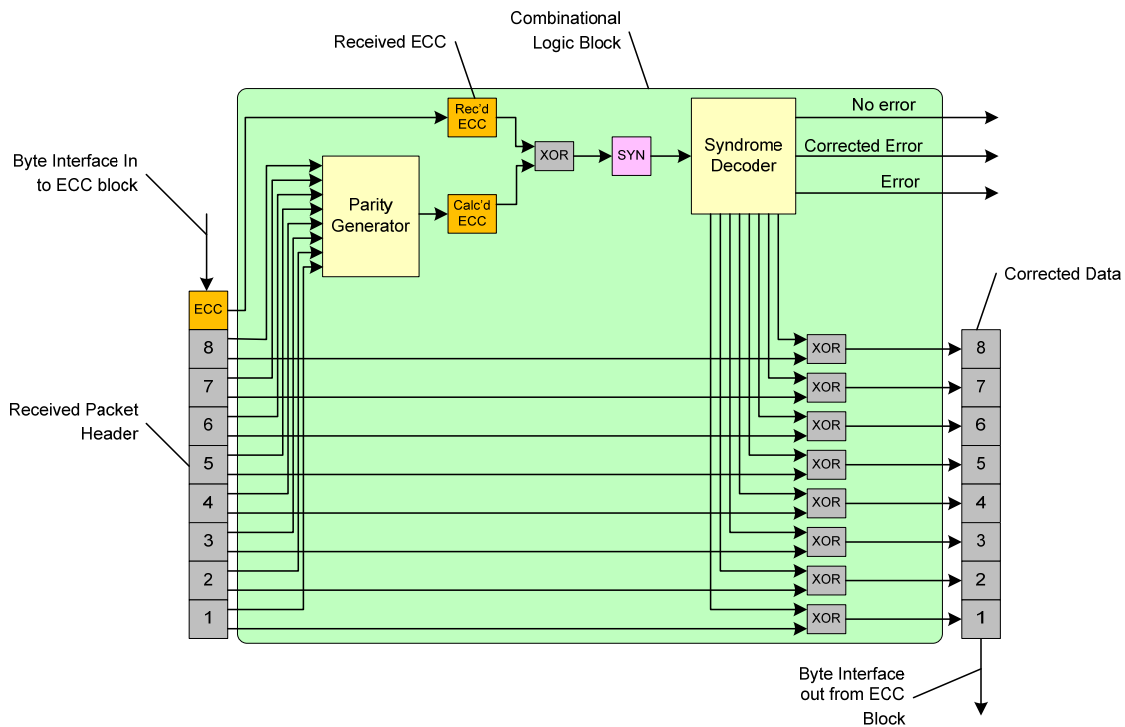 Combinational
Logic Block
Received ECC
Byte Interface In
to ECC block
Rec'd
ECC
XOR
SYN
Syndrome
Decoder
No error
Corrected Error
Error
Parity
Generator
Calc'd
ECC
Corrected Data
ECC
8
XOR
8
7
XOR
7
Received Packet
Header
6
XOR
6
5
XOR
5
4
XOR
4
3
XOR
3
2
XOR
2
1
XOR
1
Byte Interface
out from ECC
Block